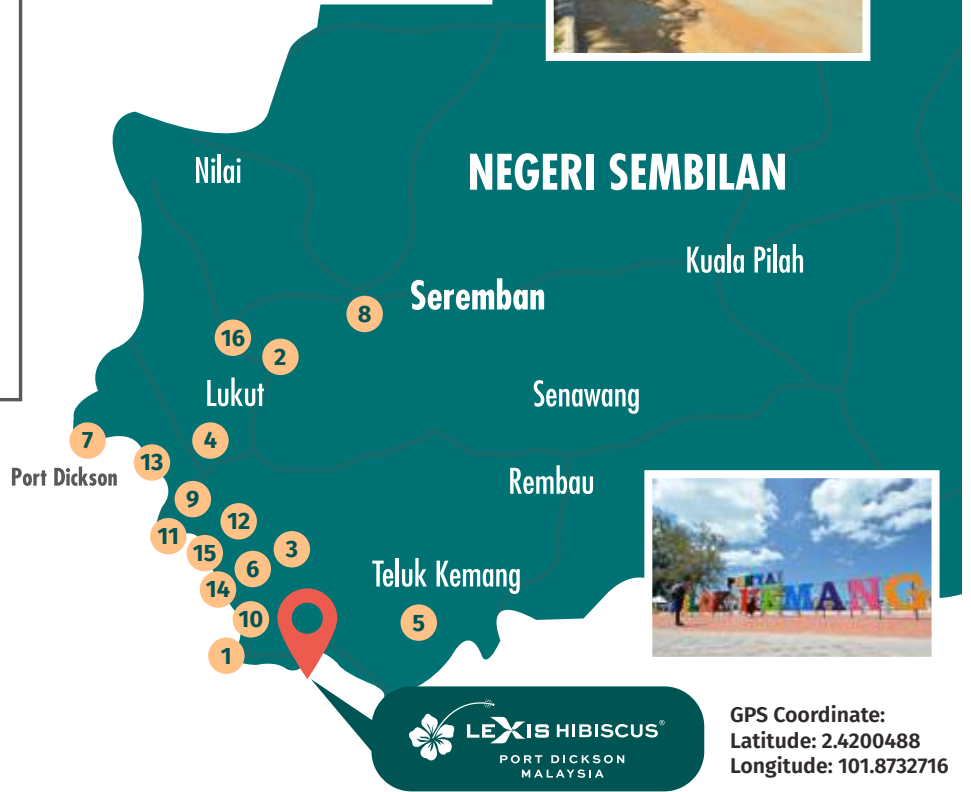 Nilai
NEGERI SEMBILAN
Kuala Pilah
Seremban
8
16
2
Lukut
Senawang
7
4
13
Port Dickson
Rembau
9
12
11
15
3
6
Teluk Kemang
14
10
5
1
KEMANG
LEXIS HIBISCUS®
PORT DICKSON
MALAYSIA
GPS Coordinate:
Latitude: 2.4200488
Longitude: 101.8732716